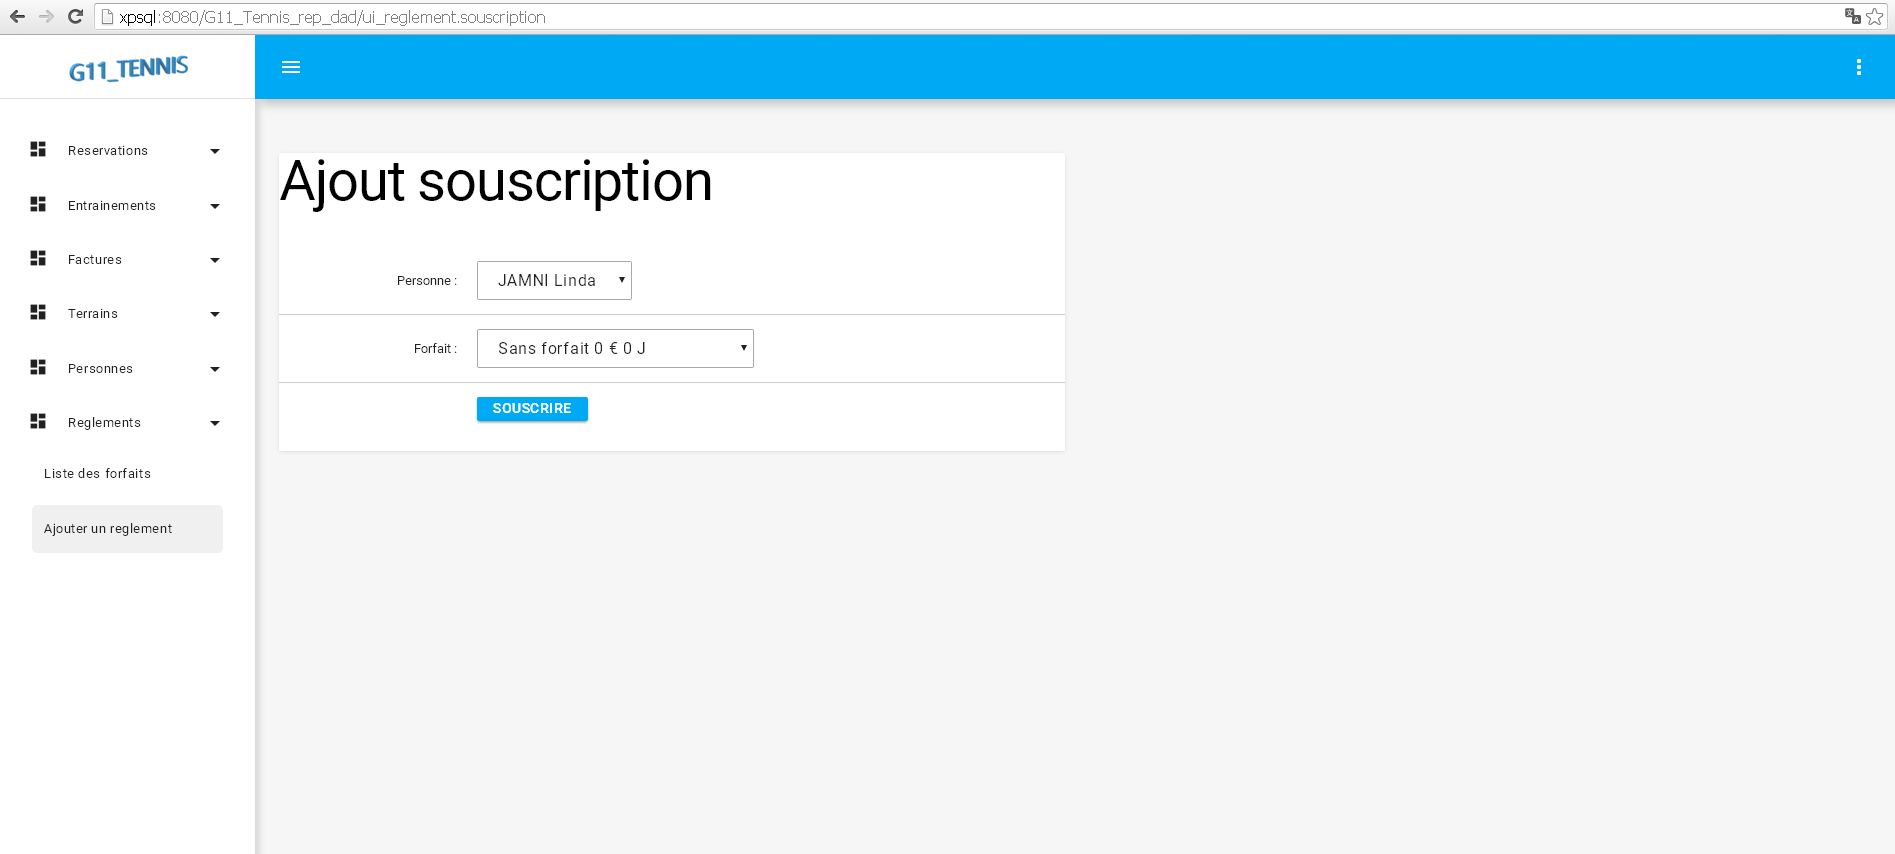 xpsql:8080/G11_Tennis_rep_dad/ui_reglement.souscription
G11_TENNIS
Reservations
Entrainements
Factures
Terrains
Personnes
Reglements
Liste des forfaits
Ajouter un reglement
Ajout souscription
Personne : JAMNI Linda
Forfait : Sans forfait 0 € 0 J
SOUSCRIRE